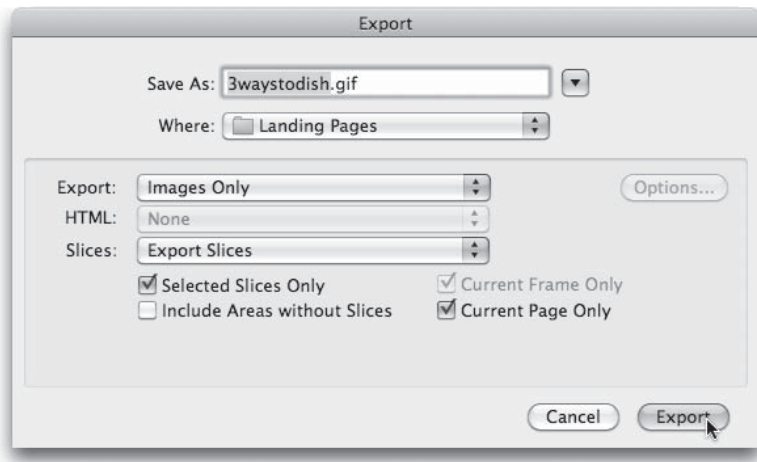 Export
Save As: 3waystodish.gif
Where: Landing Pages
Export: Images Only Options...
HTML: None
Slices: Export Slices
Selected Slices Only Current Frame Only
Include Areas without Slices Current Page Only
Cancel Export